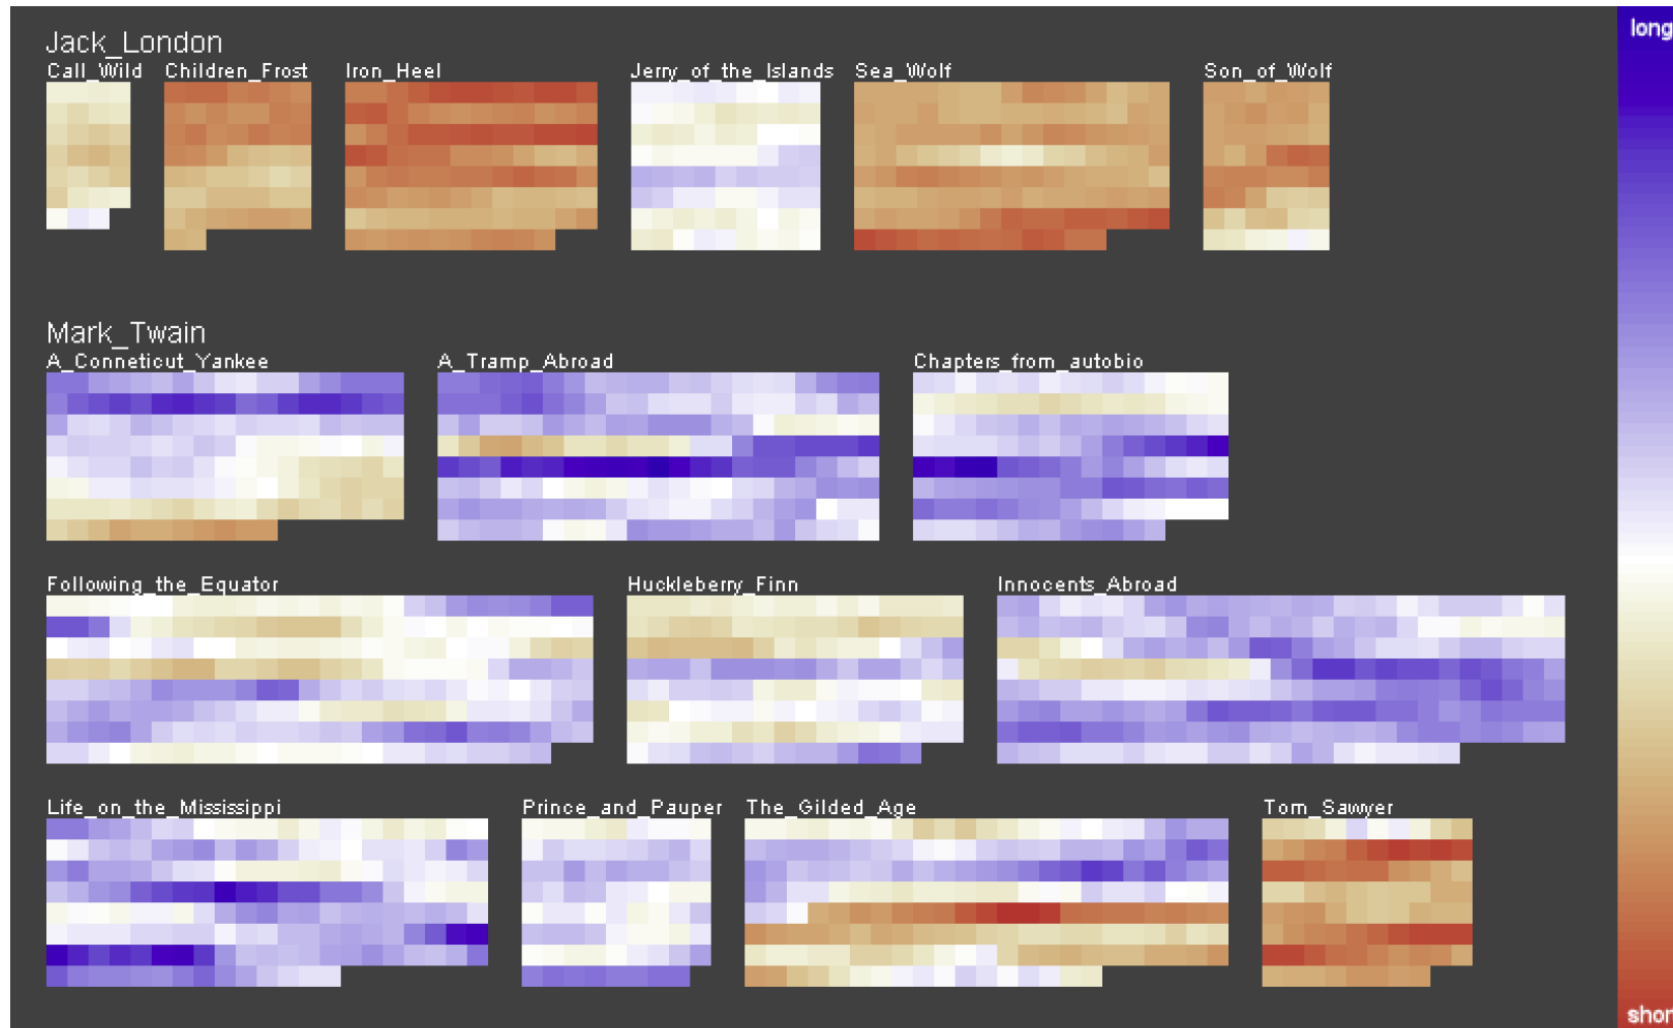 Jack_London
Call_Wild Children_Frost Iron_Heel Jerry_of_the_Islands Sea_Wolf Son_of_Wolf
long
Mark_Twain
A_Conneticut_Yankee A_Tramp_Abroad Chapters_from_autobio
Following_the_Equator Huckleberry_Finn Innocents_Abroad
Life_on_the_Mississippi Prince_and_Pauper The_Gilded_Age Tom_Sawyer
shor